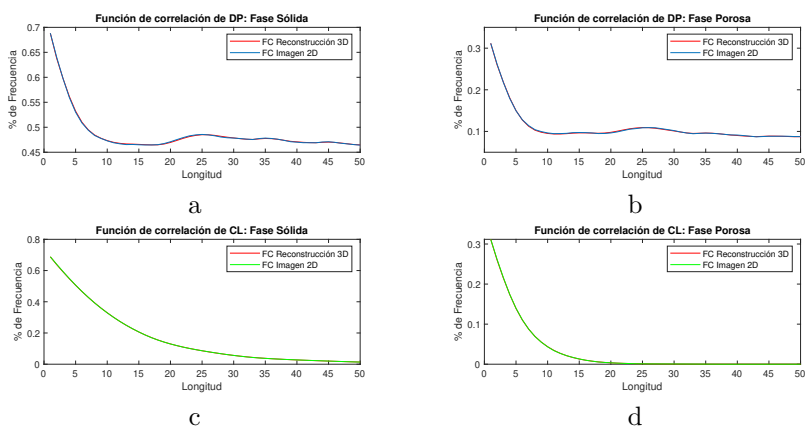 Función de correlación de DP: Fase Sólida
0.7
0.65
0.6
0.55
0.5
0.45
% de Frecuencia
FC Reconstrucción 3D
FC Imagen 2D
0 5 10 15 20 25 30 35 40 45 50
Longitud
a
Función de correlación de DP: Fase Porosa
0.3
0.2
0.1
% de Frecuencia
FC Reconstrucción 3D
FC Imagen 2D
0 5 10 15 20 25 30 35 40 45 50
Longitud
b
Función de correlación de CL: Fase Sólida
0.8
0.6
0.4
0.2
0
% de Frecuencia
FC Reconstrucción 3D
FC Imagen 2D
0 5 10 15 20 25 30 35 40 45 50
Longitud
c
Función de correlación de CL: Fase Porosa
0.3
0.2
0.1
0
% de Frecuencia
FC Reconstrucción 3D
FC Imagen 2D
0 5 10 15 20 25 30 35 40 45 50
Longitud
d